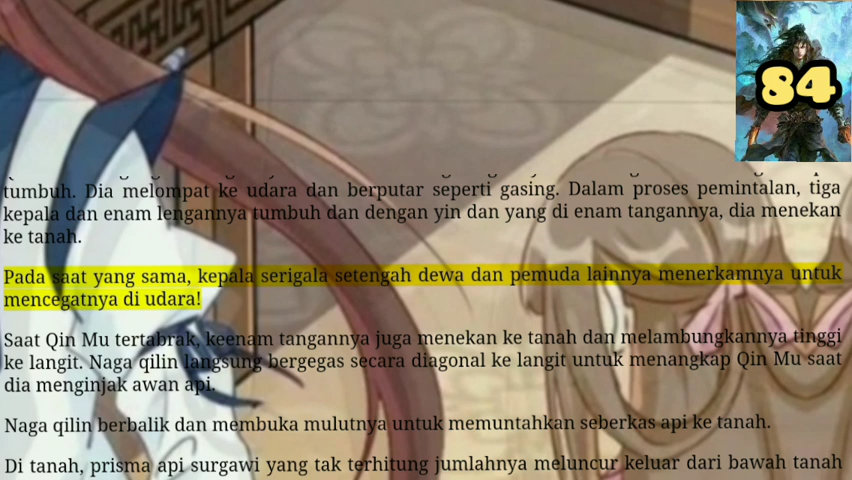 84
tumbuh. Dia melompat ke udara dan berputar seperti gasing. Dalam proses pemintalan, tiga
kepala dan enam lengannya tumbuh dan dengan yin dan yang di enam tangannya, dia menekan
ke tanah.
Pada saat yang sama, kepala serigala setengah dewa dan pemuda lainnya menerkamnya untuk
mencegatnya di udara!
Saat Qin Mu tertabrak, keenam tangannya juga menekan ke tanah dan melambungkannya tinggi
ke langit. Naga qilin langsung bergegas secara diagonal ke langit untuk menangkap Qin Mu saat
dia menginjak awan api.
Naga qilin berbalik dan membuka mulutnya untuk memuntahkan seberkas api ke tanah.
Di tanah, prisma api surgawi yang tak terhitung jumlahnya meluncur keluar dari bawah tanah